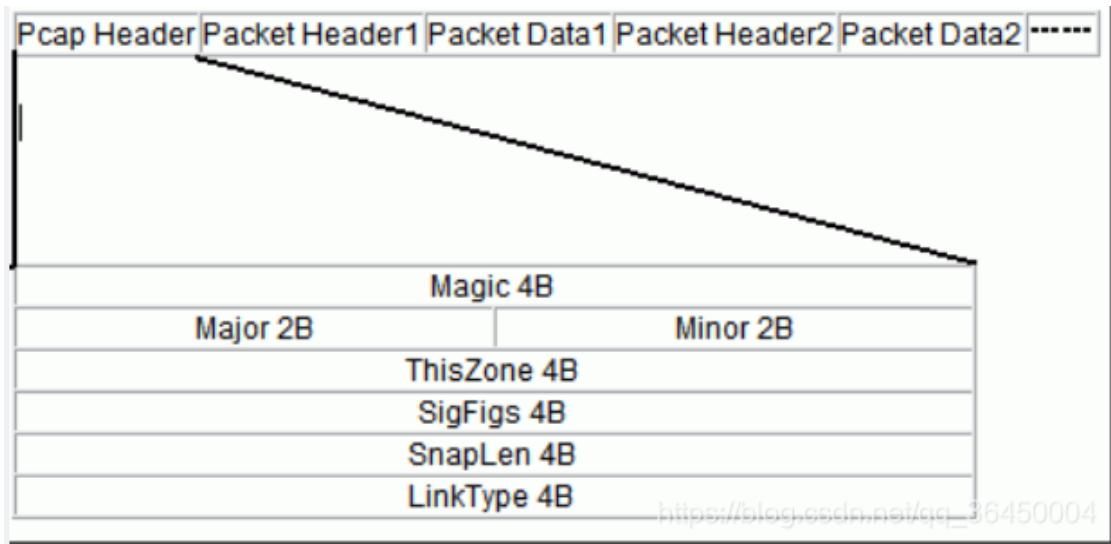 Pcap Header Packet Header1 Packet Data1 Packet Header2 Packet Data2 ------
Magic 4B
Major 2B Minor 2B
ThisZone 4B
SigFigs 4B
SnapLen 4B
LinkType 4B
https://blog.csdn.net/qq_36450004